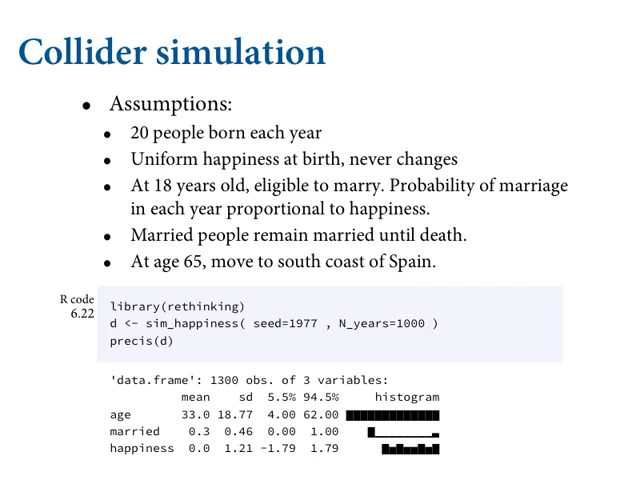 Collider simulation
• Assumptions:
• 20 people born each year
• Uniform happiness at birth, never changes
• At 18 years old, eligible to marry. Probability of marriage
in each year proportional to happiness.
• Married people remain married until death.
• At age 65, move to south coast of Spain.
R code
6.22
library(rethinking)
d <- sim_happiness( seed=1977 , N_years=1000 )
precis(d)
'data.frame': 1300 obs. of 3 variables:
mean sd 5.5% 94.5% histogram
age 33.0 18.77 4.00 62.00
married 0.3 0.46 0.00 1.00
happiness 0.0 1.21 −1.79 1.79